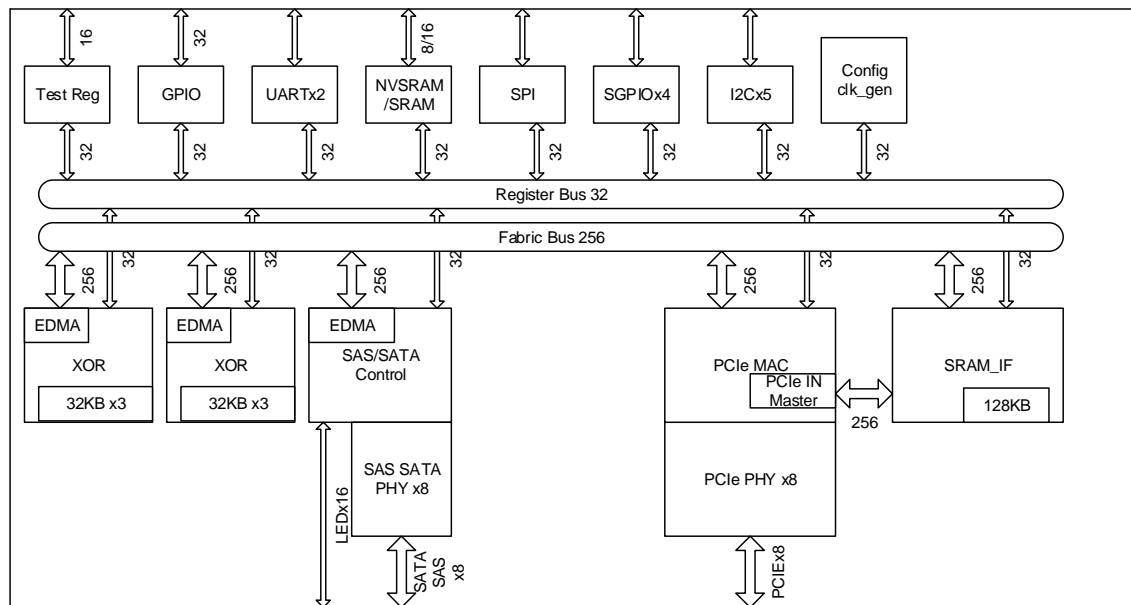 16
32
8/16
Test Reg
GPIO
UARTx2
NVSRAM
/SRAM
SPI
SGPIOx4
I2Cx5
Config
clk_gen
32
32
32
32
32
32
32
32
Register Bus 32
Fabric Bus 256
256
32
256
32
256
32
256
32
256
32
EDMA
XOR
32KB x3
EDMA
XOR
32KB x3
EDMA
SAS/SATA
Control
PCIe MAC
PCIe IN
Master
256
SRAM_IF
128KB
LEDx16
SAS SATA
PHY x8
PCIe PHY x8
SATA
SAS
x8
PCIEx8